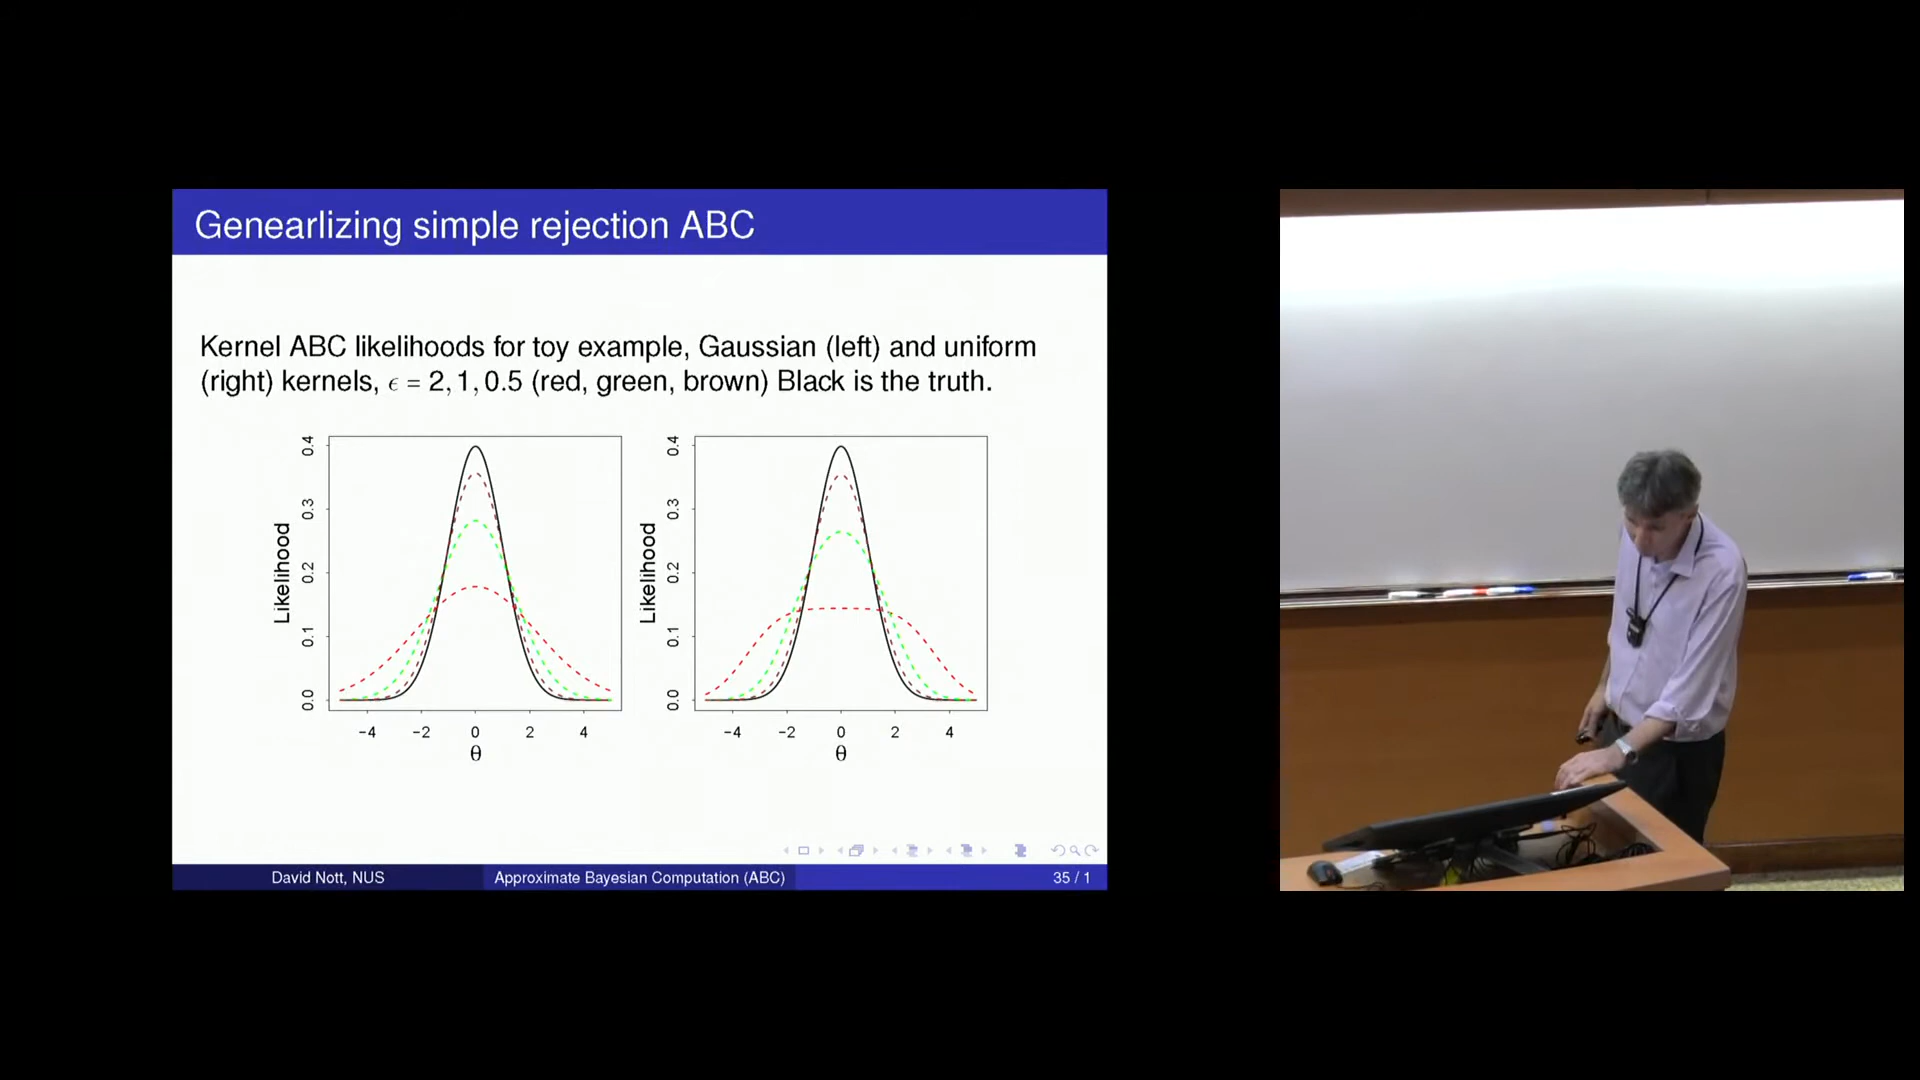 Genearlizing simple rejection ABC
Kernel ABC likelihoods for toy example, Gaussian (left) and uniform
(right) kernels, ϵ = 2, 1, 0.5 (red, green, brown) Black is the truth.
Likelihood
0.0 0.1 0.2 0.3 0.4
−4 −2 0 2 4
θ
Likelihood
0.0 0.1 0.2 0.3 0.4
−4 −2 0 2 4
θ
David Nott, NUS
Approximate Bayesian Computation (ABC)
35 / 1